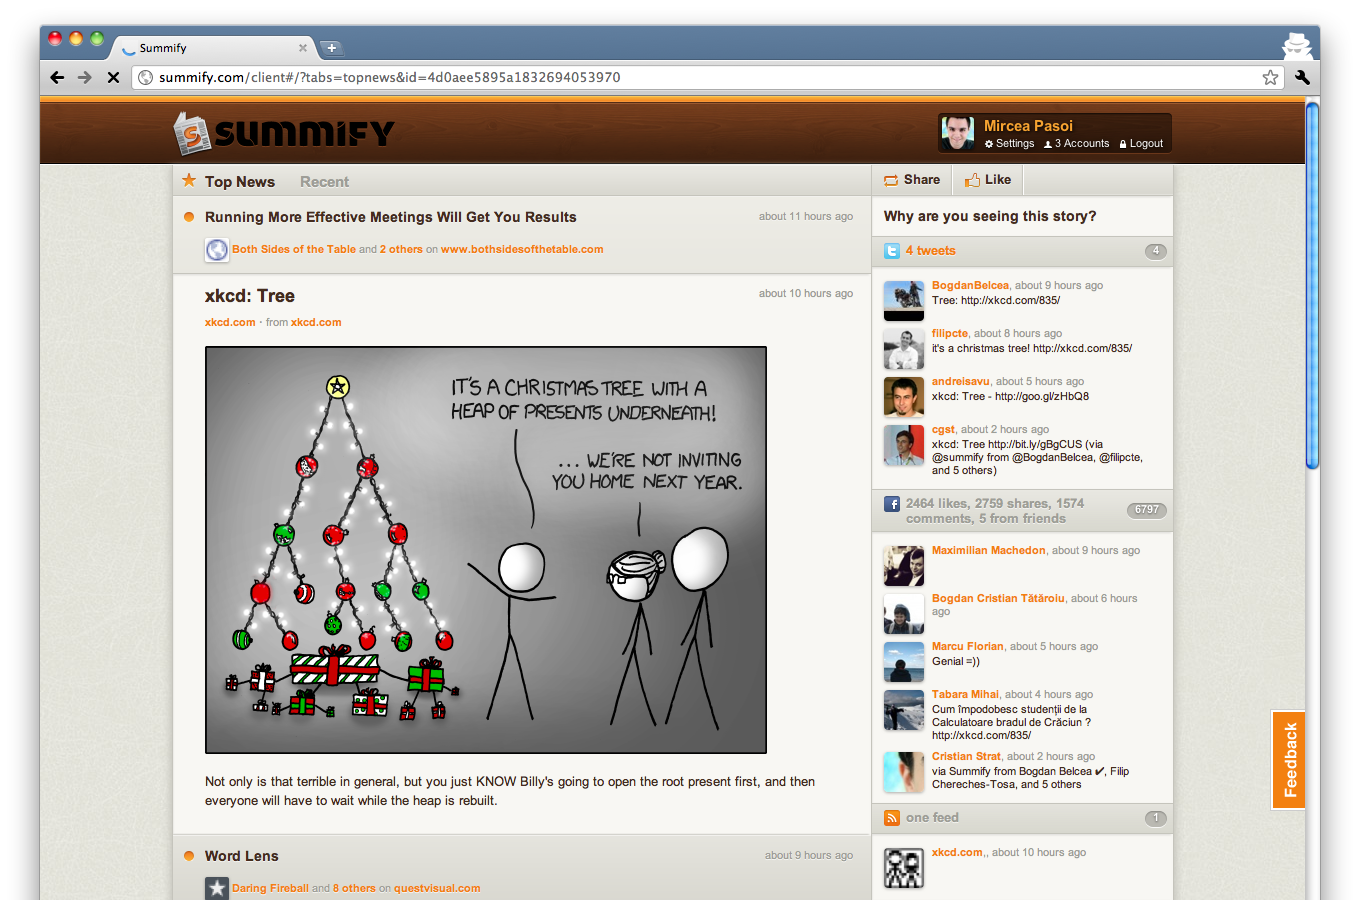 Summify
summify.com/client#/?tabs=topnews&id=4d0aee5895a1832694053970
SUMMIFY
Mircea Pasoi
Settings 3 Accounts Logout
Top News Recent
Running More Effective Meetings Will Get You Results about 11 hours ago
Both Sides of the Table and 2 others on www.bothsidesofthetable.com
xkcd: Tree about 10 hours ago
xkcd.com · from xkcd.com
IT'S A CHRISTMAS TREE WITH A
HEAP OF PRESENTS UNDERNEATH!
... WE'RE NOT INVITING
YOU HOME NEXT YEAR.
Not only is that terrible in general, but you just KNOW Billy's going to open the root present first, and then
everyone will have to wait while the heap is rebuilt.
Word Lens about 9 hours ago
Daring Fireball and 8 others on questvisual.com
Share Like
Why are you seeing this story?
4 tweets 4
BogdanBelcea, about 9 hours ago
Tree: http://xkcd.com/835/
filipcte, about 8 hours ago
it's a christmas tree! http://xkcd.com/835/
andreisavu, about 5 hours ago
xkcd: Tree - http://goo.gl/zHbQ8
cgst, about 2 hours ago
xkcd: Tree http://bit.ly/gBgCUS (via
@summify from @BogdanBelcea, @filipcte,
and 5 others)
2464 likes, 2759 shares, 1574
comments, 5 from friends 6797
Maximilian Machedon, about 9 hours ago
Bogdan Cristian Tătăroiu, about 6 hours
ago
Marcu Florian, about 5 hours ago
Genial =))
Tabara Mihai, about 4 hours ago
Cum împodobesc studenţii de la
Calculatoare bradul de Crăciun ?
http://xkcd.com/835/
Cristian Strat, about 2 hours ago
via Summify from Bogdan Belcea ✔, Filip
Chereches-Tosa, and 5 others
one feed 1
xkcd.com,, about 10 hours ago
Feedback